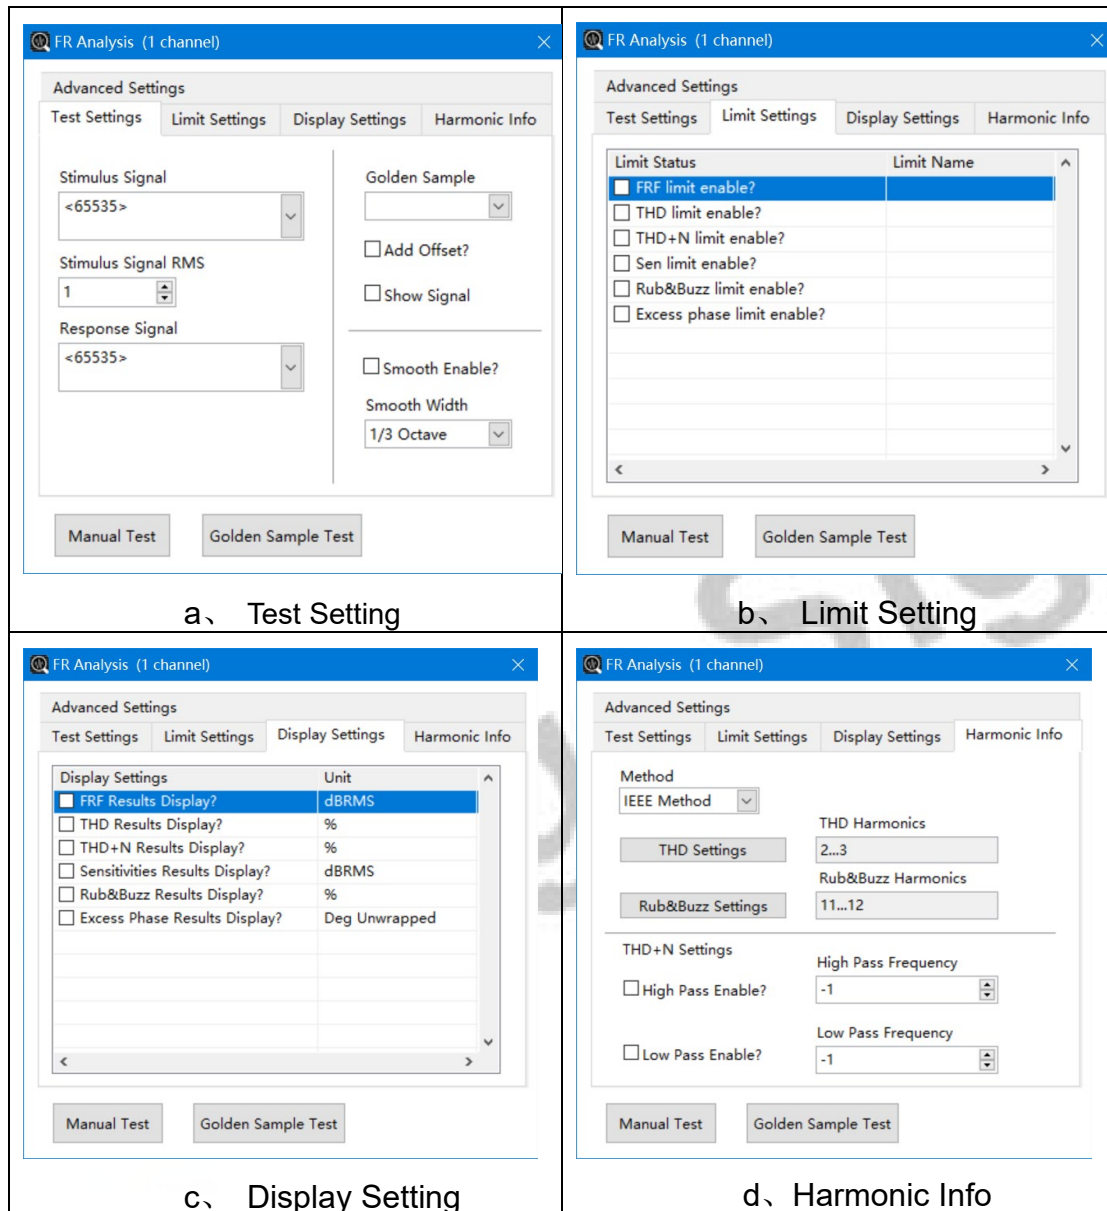 FR Analysis (1 channel)
Advanced Settings
Test Settings Limit Settings Display Settings Harmonic Info
Stimulus Signal
<65535>
Stimulus Signal RMS
1
Response Signal
<65535>
Golden Sample
Add Offset?
Show Signal
Smooth Enable?
Smooth Width
1/3 Octave
Manual Test Golden Sample Test
a、 Test Setting
FR Analysis (1 channel)
Advanced Settings
Test Settings Limit Settings Display Settings Harmonic Info
Limit Status Limit Name
FRF limit enable?
THD limit enable?
THD+N limit enable?
Sen limit enable?
Rub&Buzz limit enable?
Excess phase limit enable?
Manual Test Golden Sample Test
b、 Limit Setting
FR Analysis (1 channel)
Advanced Settings
Test Settings Limit Settings Display Settings Harmonic Info
Display Settings Unit
FRF Results Display? dBRMS
THD Results Display? %
THD+N Results Display? %
Sensitivities Results Display? dBRMS
Rub&Buzz Results Display? %
Excess Phase Results Display? Deg Unwrapped
Manual Test Golden Sample Test
c、 Display Setting
FR Analysis (1 channel)
Advanced Settings
Test Settings Limit Settings Display Settings Harmonic Info
Method
IEEE Method
THD Harmonics
THD Settings 2...3
Rub&Buzz Harmonics
Rub&Buzz Settings 11...12
THD+N Settings
High Pass Frequency
High Pass Enable? -1
Low Pass Frequency
Low Pass Enable? -1
Manual Test Golden Sample Test
d、Harmonic Info